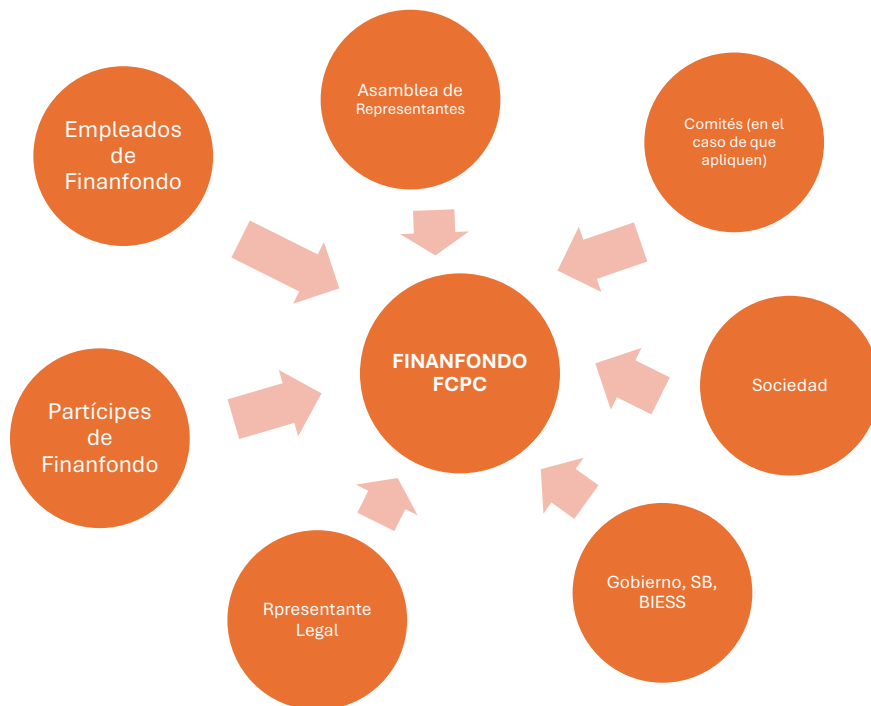 Asamblea de
Representantes
Empleados
de
Finanfondo
Comités (en el
caso de que
apliquen)
FINANFONDO
FCPC
Sociedad
Partícipes
de
Finanfondo
Rpresentante
Legal
Gobierno, SB,
BIESS